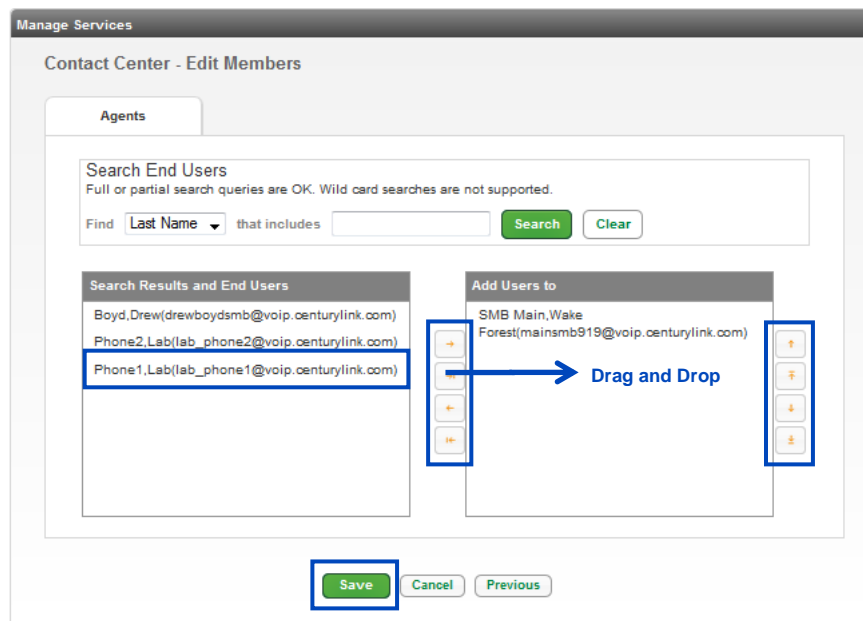 Manage Services
Contact Center - Edit Members
Agents
Search End Users
Full or partial search queries are OK. Wild card searches are not supported.
Find Last Name that includes Search Clear
Search Results and End Users
Boyd,Drew(drewboydsmb@voip.centurylink.com)
Phone2,Lab(lab_phone2@voip.centurylink.com)
Phone1,Lab(lab_phone1@voip.centurylink.com)
Add Users to
SMB Main,Wake
Forest(mainsmb919@voip.centurylink.com)
Drag and Drop
Save Cancel Previous